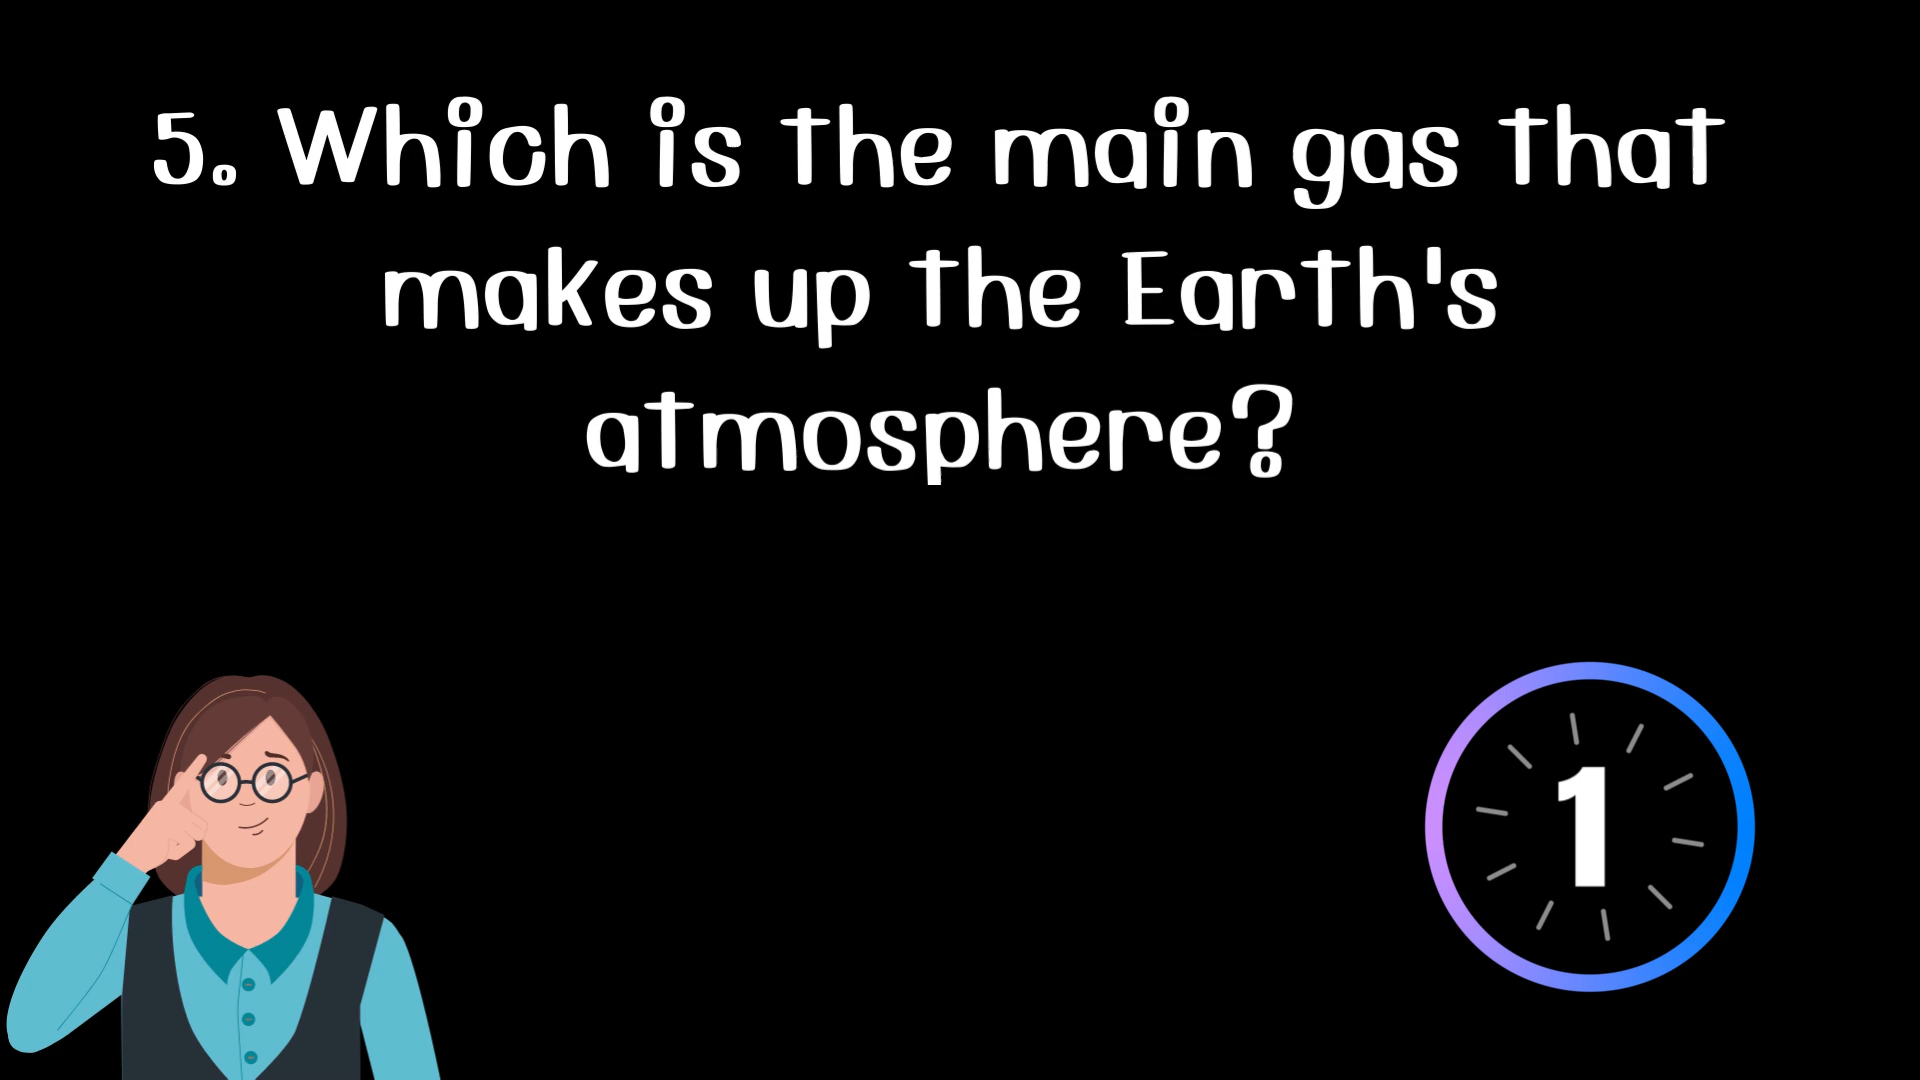 5. Which is the main gas that
makes up the Earth's
atmosphere?
1